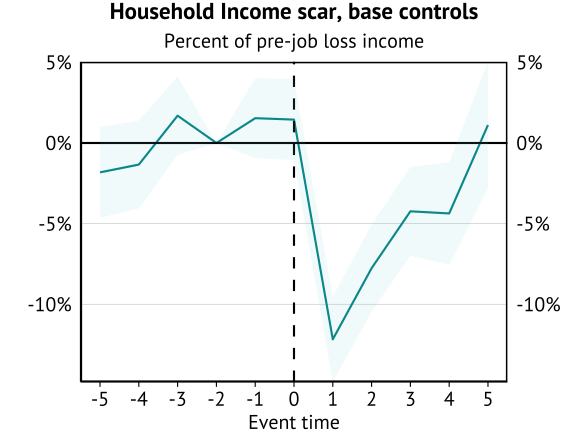 Household Income scar, base controls
Percent of pre-job loss income
5% 5%
0% 0%
-5% -5%
-10% -10%
-5 -4 -3 -2 -1 0 1 2 3 4 5
Event time